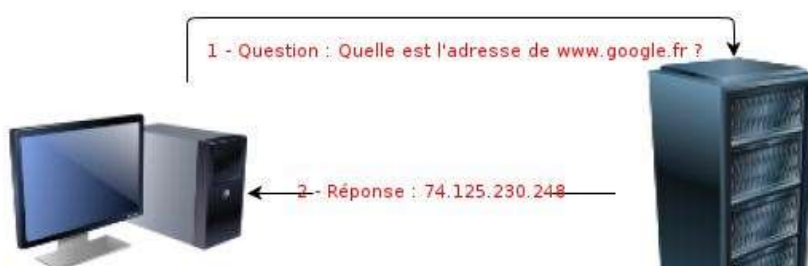 1 - Question : Quelle est l'adresse de www.google.fr ?
2 - Réponse : 74.125.230.248